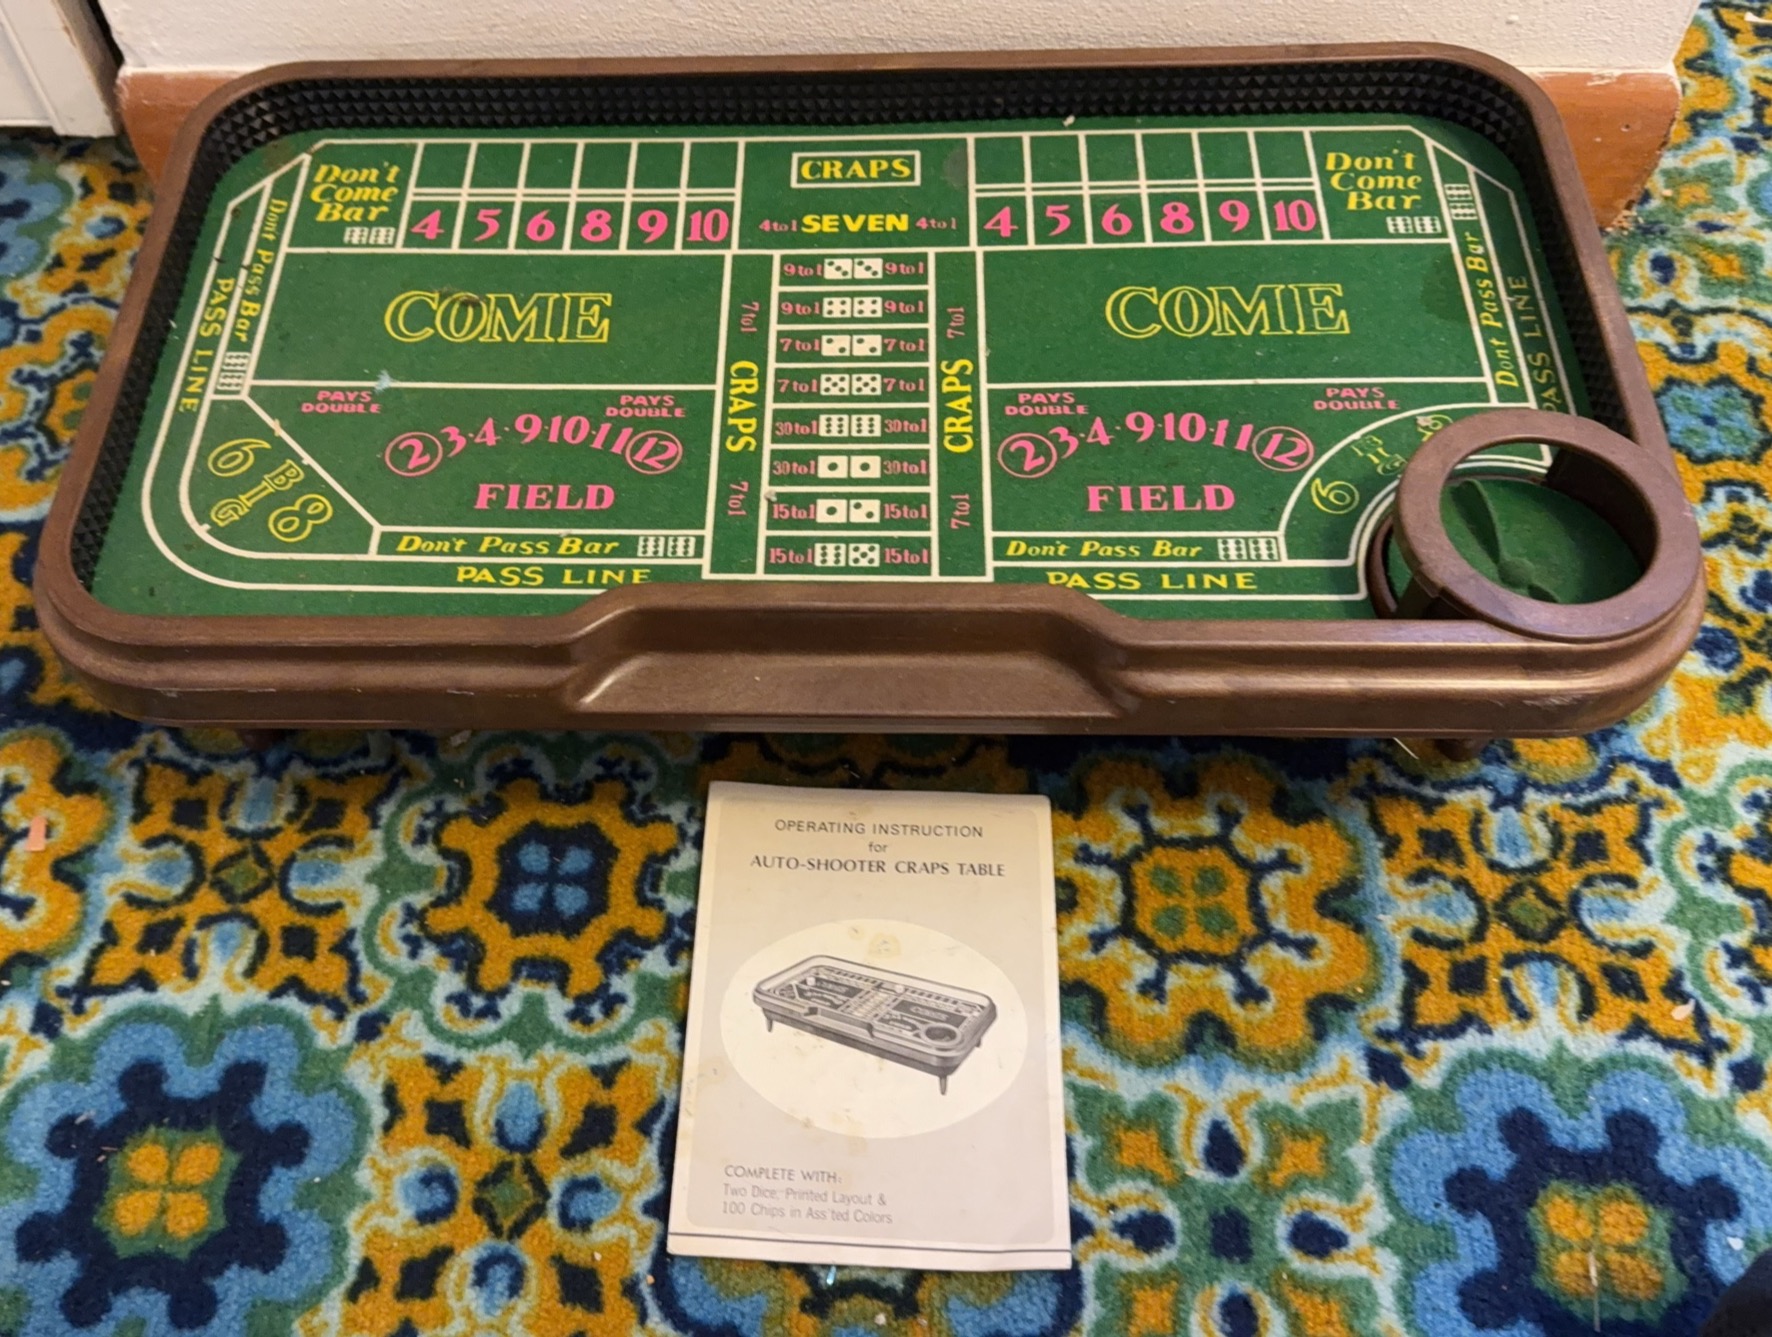 Don't
Come
Bar
4 5 6 8 9 10
CRAPS
4 to 1 SEVEN 4 to 1
4 5 6 8 9 10
Don't
Come
Bar
Dont Pass Bar
PASS LINE
COME
7 to 1
CRAPS
7 to 1
9 to 1 9 to 1
9 to 1 9 to 1
7 to 1 7 to 1
7 to 1 7 to 1
30 to 1 30 to 1
30 to 1 30 to 1
15 to 1 15 to 1
15 to 1 15 to 1
7 to 1
CRAPS
7 to 1
COME
Dont Pass Bar
PASS LINE
PAYS
DOUBLE
PAYS
DOUBLE
2 3·4·9·10·11 12
FIELD
6 BIG 8
Don't Pass Bar
PASS LINE
PAYS
DOUBLE
PAYS
DOUBLE
2 3·4·9·10·11 12
FIELD
6
Don't Pass Bar
PASS LINE
OPERATING INSTRUCTION
for
AUTO-SHOOTER CRAPS TABLE
COMPLETE WITH:
Two Dice, Printed Layout &
100 Chips in Ass'ted Colors